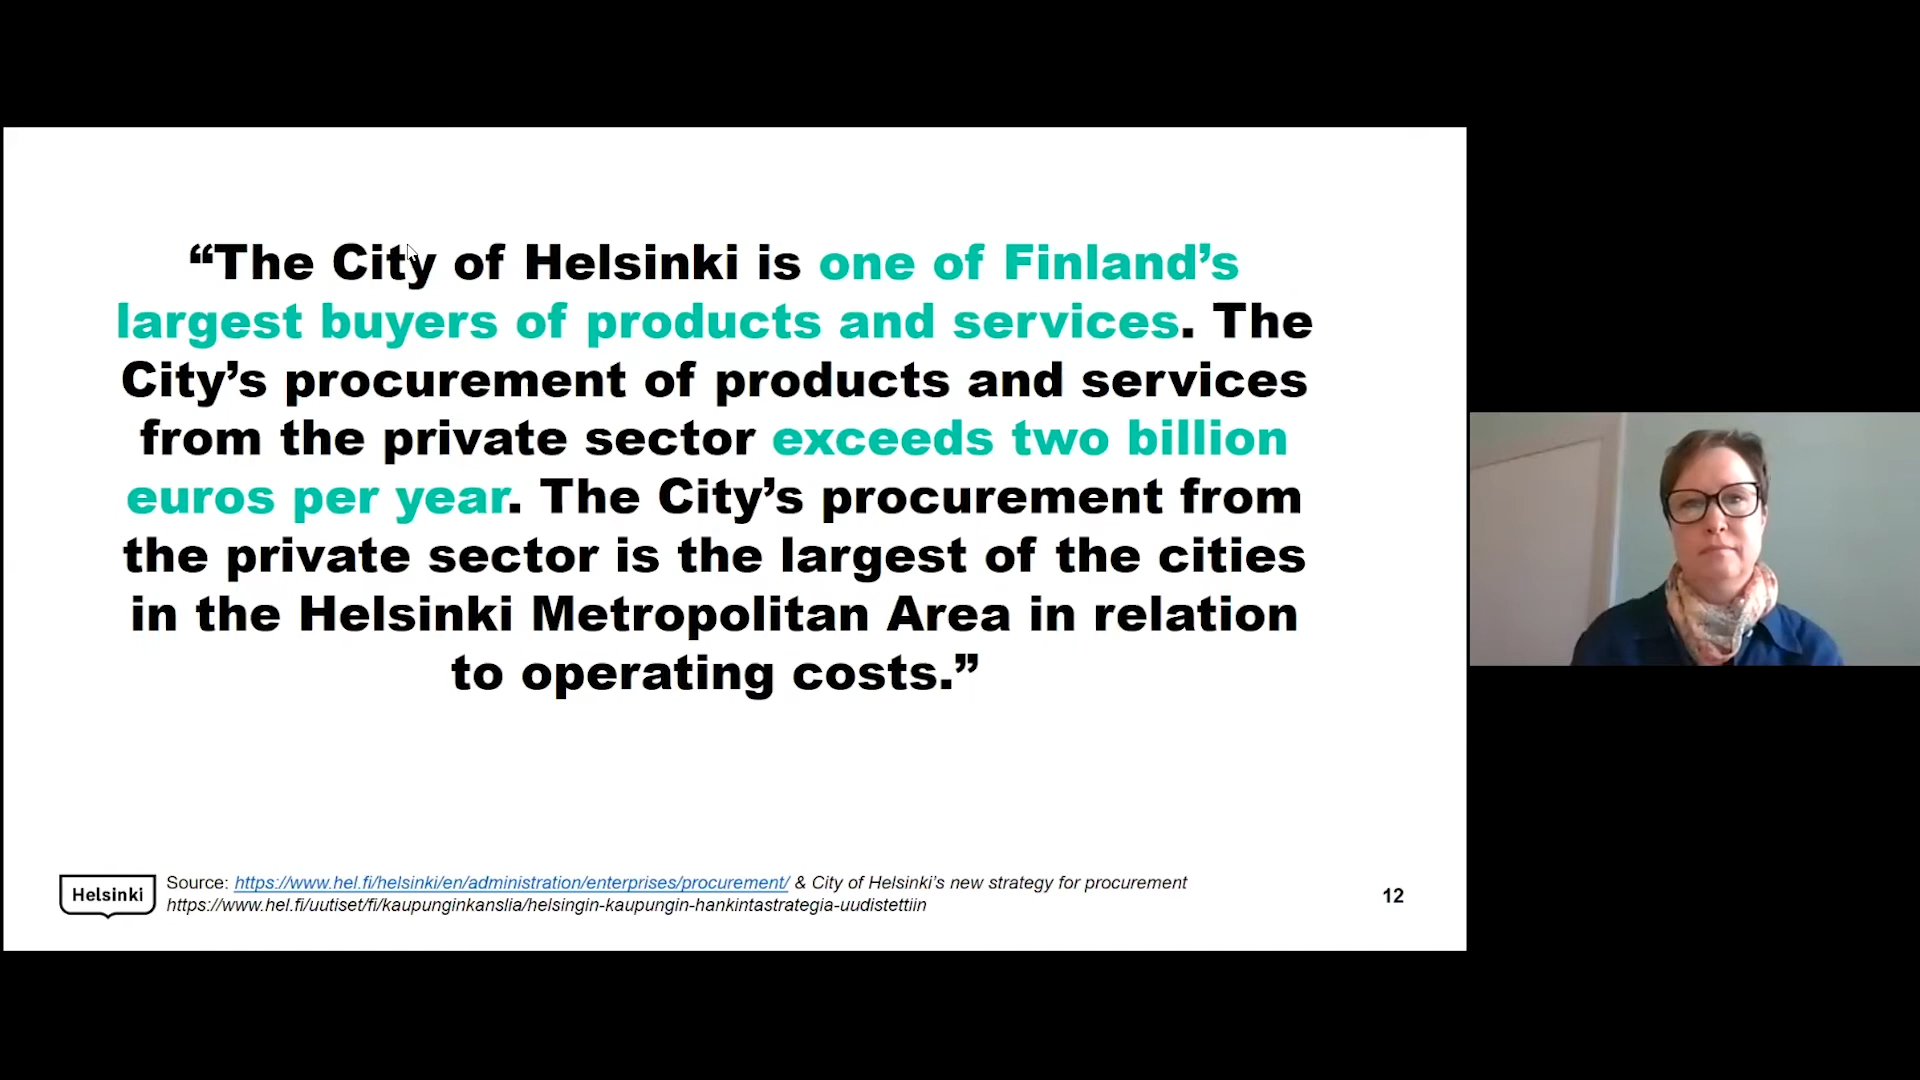 “The City of Helsinki is one of Finland’s
largest buyers of products and services. The
City’s procurement of products and services
from the private sector exceeds two billion
euros per year. The City’s procurement from
the private sector is the largest of the cities
in the Helsinki Metropolitan Area in relation
to operating costs.”
Helsinki
Source: https://www.hel.fi/helsinki/en/administration/enterprises/procurement/ & City of Helsinki’s new strategy for procurement
https://www.hel.fi/uutiset/fi/kaupunginkanslia/helsingin-kaupungin-hankintastrategia-uudistettiin
12